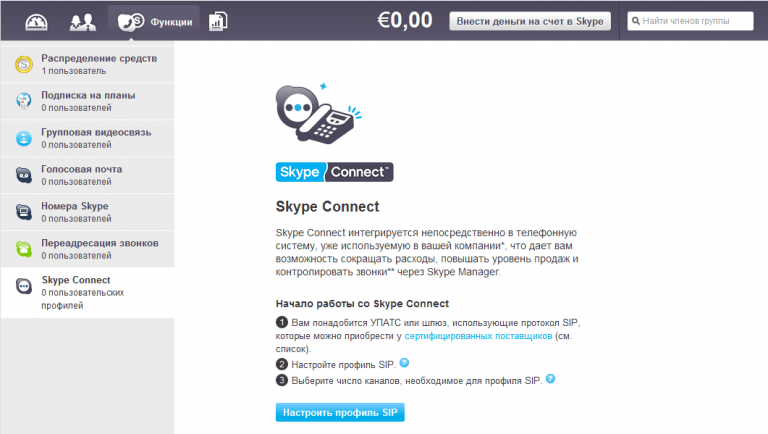 Функции
€0,00
Внести деньги на счет в Skype
Найти членов группы
Распределение средств
1 пользователь
Подписка на планы
0 пользователей
Групповая видеосвязь
0 пользователей
Голосовая почта
0 пользователей
Номера Skype
0 пользователей
Переадресация звонков
0 пользователей
Skype Connect
0 пользовательских
профилей
Skype Connect™
Skype Connect
Skype Connect интегрируется непосредственно в телефонную
систему, уже используемую в вашей компании*, что дает вам
возможность сокращать расходы, повышать уровень продаж и
контролировать звонки** через Skype Manager.
Начало работы со Skype Connect
1 Вам понадобится УПАТС или шлюз, использующие протокол SIP,
которые можно приобрести у сертифицированных поставщиков (см.
список).
2 Настройте профиль SIP. ?
3 Выберите число каналов, необходимое для профиля SIP. ?
Настроить профиль SIP